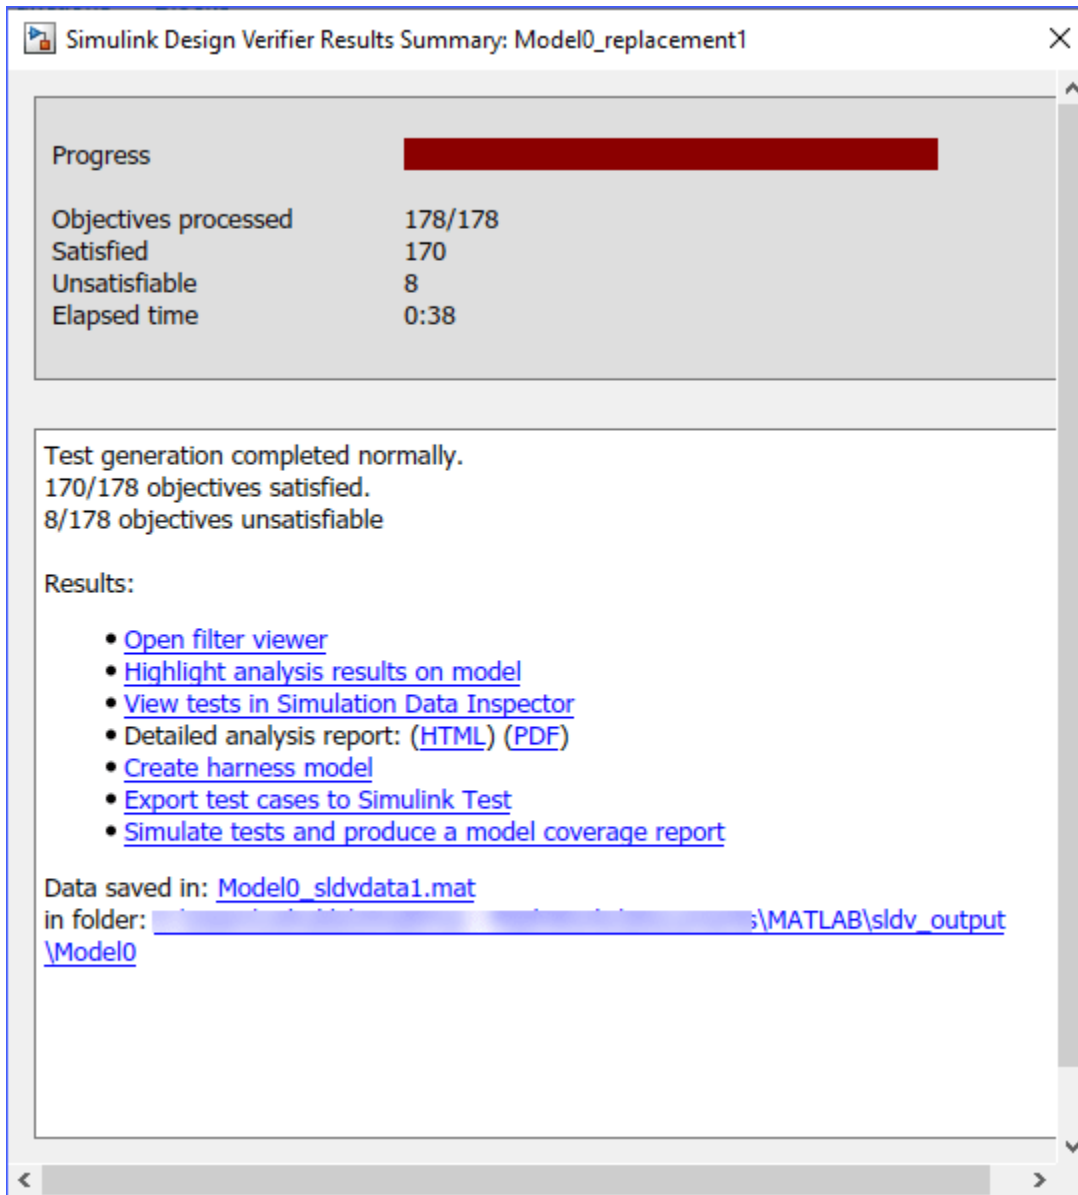 Simulink Design Verifier Results Summary: Model0_replacement1
Progress
Objectives processed 178/178
Satisfied 170
Unsatisfiable 8
Elapsed time 0:38
Test generation completed normally.
170/178 objectives satisfied.
8/178 objectives unsatisfiable
Results:
• Open filter viewer
• Highlight analysis results on model
• View tests in Simulation Data Inspector
• Detailed analysis report: (HTML) (PDF)
• Create harness model
• Export test cases to Simulink Test
• Simulate tests and produce a model coverage report
Data saved in: Model0_sldvdata1.mat
in folder: \MATLAB\sldv_output
\Model0